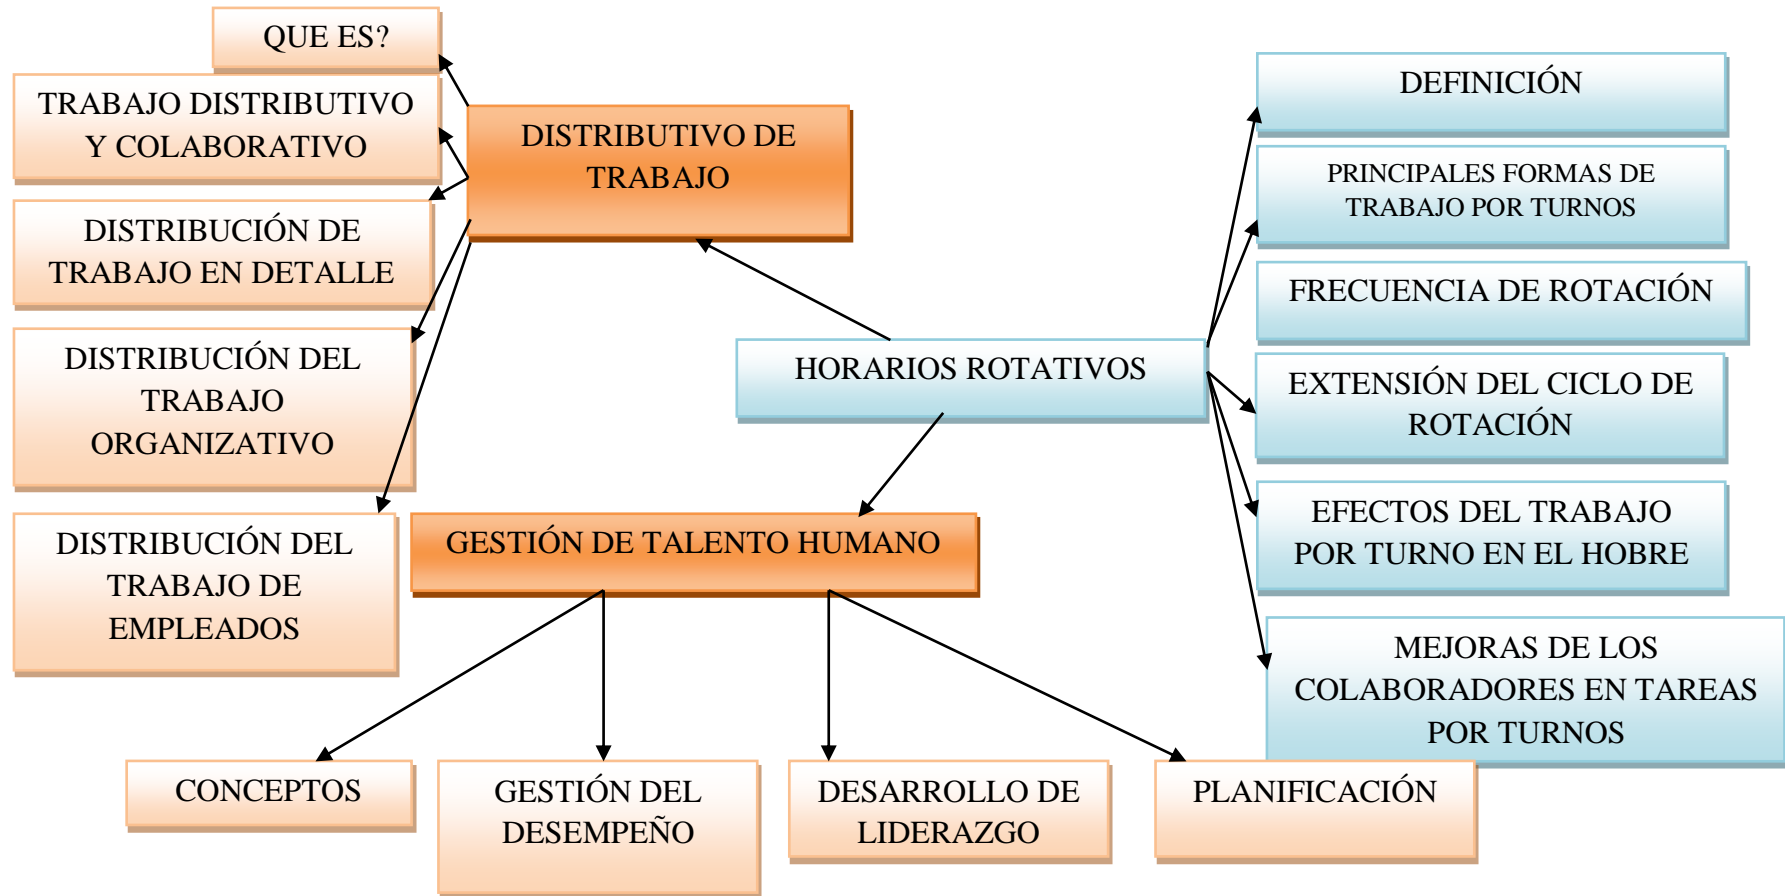 QUE ES?
TRABAJO DISTRIBUTIVO
Y COLABORATIVO
DISTRIBUCIÓN DE
TRABAJO EN DETALLE
DISTRIBUCIÓN DEL
TRABAJO
ORGANIZATIVO
DISTRIBUCIÓN DEL
TRABAJO DE
EMPLEADOS
DISTRIBUTIVO DE
TRABAJO
HORARIOS ROTATIVOS
GESTIÓN DE TALENTO HUMANO
DEFINICIÓN
PRINCIPALES FORMAS DE
TRABAJO POR TURNOS
FRECUENCIA DE ROTACIÓN
EXTENSIÓN DEL CICLO DE
ROTACIÓN
EFECTOS DEL TRABAJO
POR TURNO EN EL HOBRE
MEJORAS DE LOS
COLABORADORES EN TAREAS
POR TURNOS
CONCEPTOS
GESTIÓN DEL
DESEMPEÑO
DESARROLLO DE
LIDERAZGO
PLANIFICACIÓN